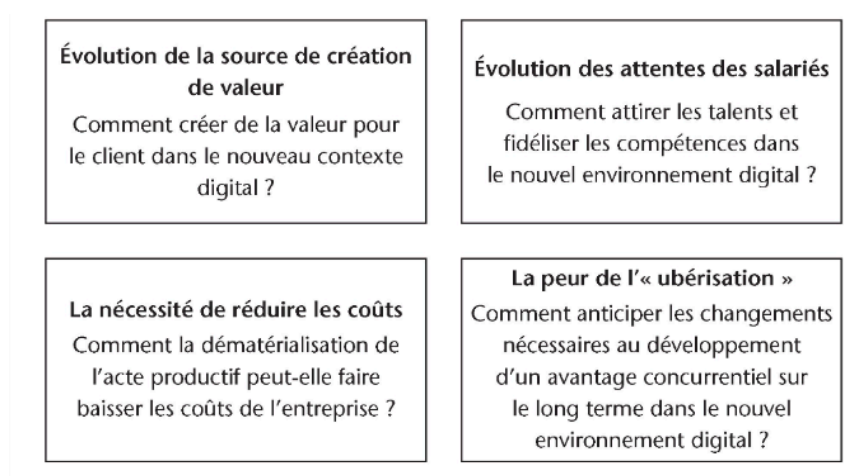 Évolution de la source de création
de valeur
Comment créer de la valeur pour
le client dans le nouveau contexte
digital ?
Évolution des attentes des salariés
Comment attirer les talents et
fidéliser les compétences dans
le nouvel environnement digital ?
La nécessité de réduire les coûts
Comment la dématérialisation de
l’acte productif peut-elle faire
baisser les coûts de l’entreprise ?
La peur de l’« ubérisation »
Comment anticiper les changements
nécessaires au développement
d’un avantage concurrentiel sur
le long terme dans le nouvel
environnement digital ?